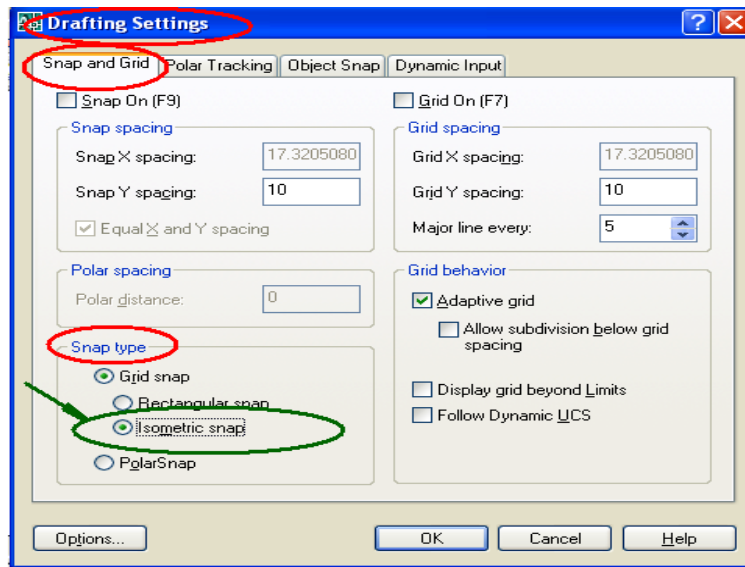 Drafting Settings
Snap and Grid
Polar Tracking
Object Snap
Dynamic Input
Snap On (F9)
Snap spacing
Snap X spacing: 17.3205080
Snap Y spacing: 10
Equal X and Y spacing
Polar spacing
Polar distance: 0
Snap type
Grid snap
Rectangular snap
Isometric snap
PolarSnap
Grid On (F7)
Grid spacing
Grid X spacing: 17.3205080
Grid Y spacing: 10
Major line every: 5
Grid behavior
Adaptive grid
Allow subdivision below grid
spacing
Display grid beyond Limits
Follow Dynamic UCS
Options...
OK
Cancel
Help